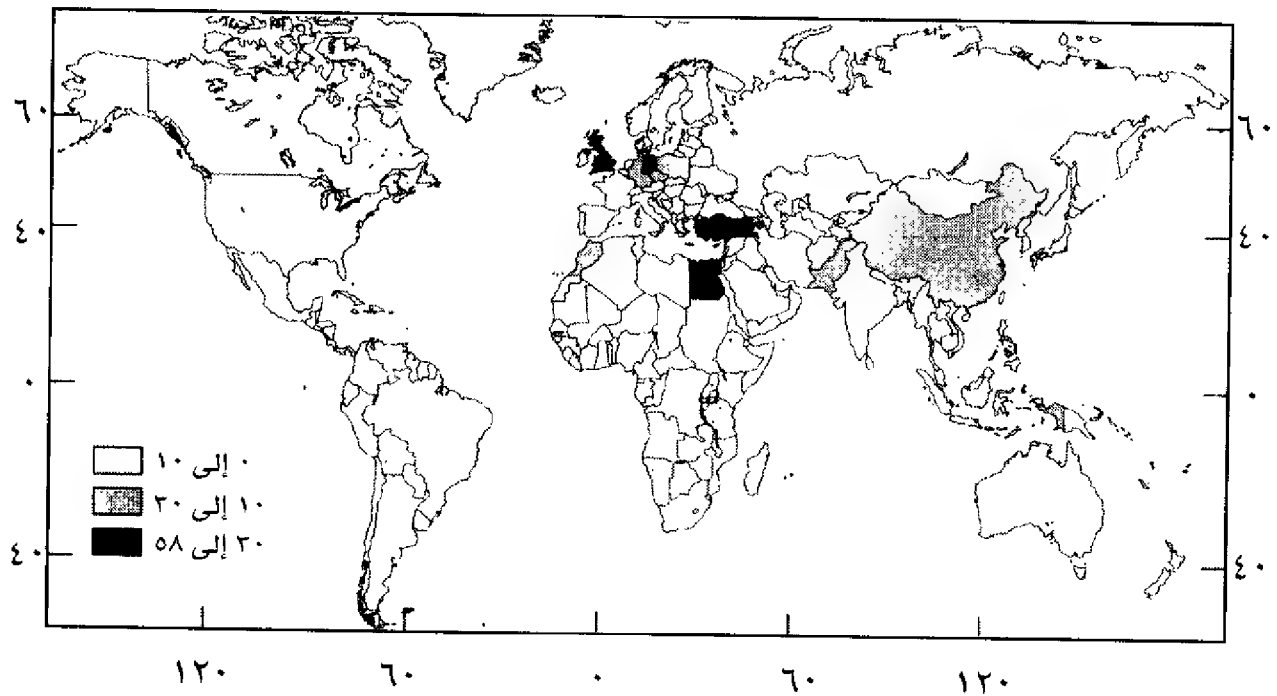 ٦٠ ٦٠
٤٠ ٤٠
٠ ٠
٠ إلى ١٠
١٠ إلى ٢٠
٢٠ إلى ٥٨
٤٠ ٤٠
١٢٠ ٦٠ ٠ ٦٠ ١٢٠